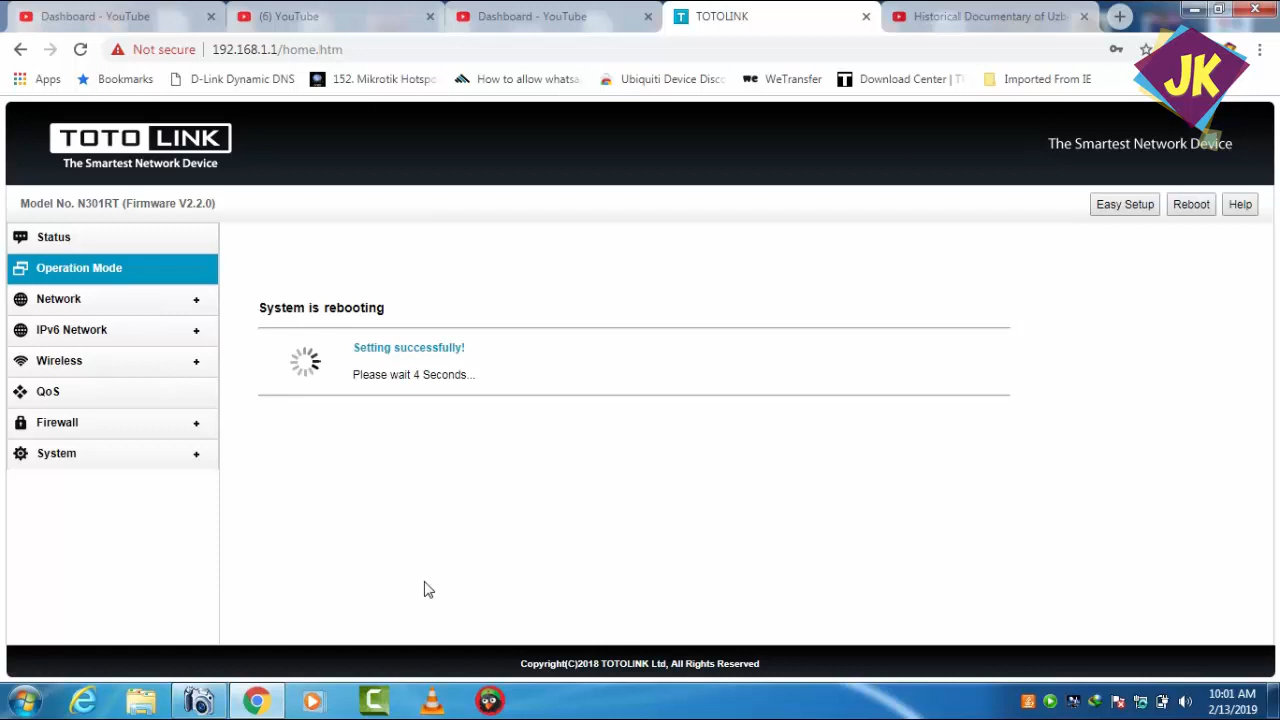 Dashboard - YouTube
(6) YouTube
Dashboard - YouTube
TOTOLINK
Historical Documentary of Uzb
Not secure
192.168.1.1/home.htm
Apps
Bookmarks
D-Link Dynamic DNS
152. Mikrotik Hotspo
How to allow whatsa
Ubiquiti Device Disc
WeTransfer
Download Center | T
Imported From IE
JK
TOTO LINK
The Smartest Network Device
The Smartest Network Device
Model No. N301RT (Firmware V2.2.0)
Easy Setup
Reboot
Help
Status
Operation Mode
Network
IPv6 Network
Wireless
QoS
Firewall
System
System is rebooting
Setting successfully!
Please wait 4 Seconds...
Copyright(C)2018 TOTOLINK Ltd, All Rights Reserved
10:01 AM
2/13/2019